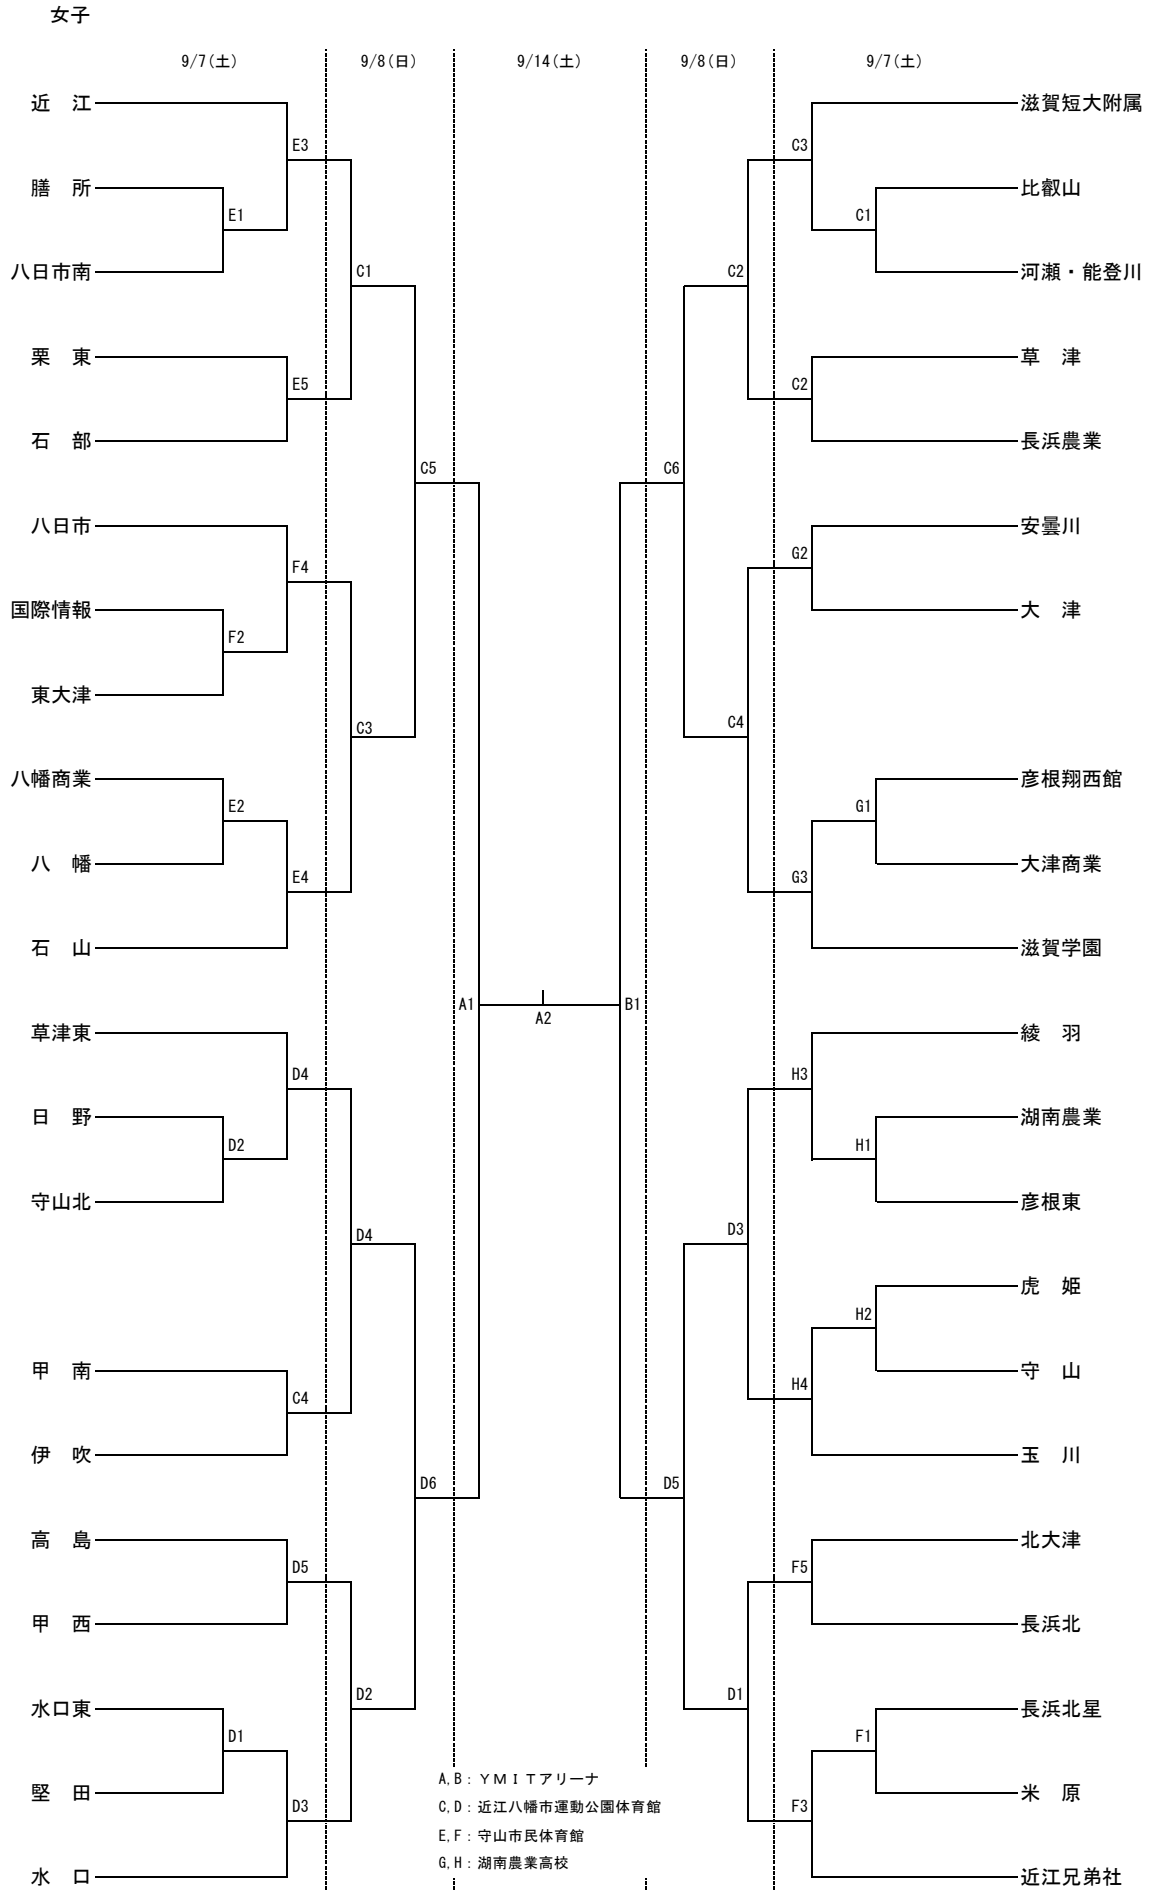 女子
9/7(土) 9/8(日) 9/14(土) 9/8(日) 9/7(土)
近　江 滋賀短大附属
E3 C3
膳　所 比叡山
E1 C1
八日市南 C1 C2 河瀬・能登川
栗　東 草　津
E5 C2
石　部 長浜農業
C5 C6
八日市 安曇川
F4 G2
国際情報 大　津
F2
東大津
C3 C4
八幡商業 彦根翔西館
E2 G1
八　幡 大津商業
E4 G3
石　山 滋賀学園
A1 B1
A2
草津東 綾　羽
D4 H3
日　野 湖南農業
D2 H1
守山北 彦根東
D4 D3
虎　姫
H2
甲　南 守　山
C4 H4
伊　吹 玉　川
D6 D5
高　島 北大津
D5 F5
甲　西 長浜北
D2 D1
水口東 長浜北星
D1 F1
A,B：ＹＭＩＴアリーナ
堅　田 米　原
D3 C,D：近江八幡市運動公園体育館 F3
E,F：守山市民体育館
G,H：湖南農業高校
水　口 近江兄弟社